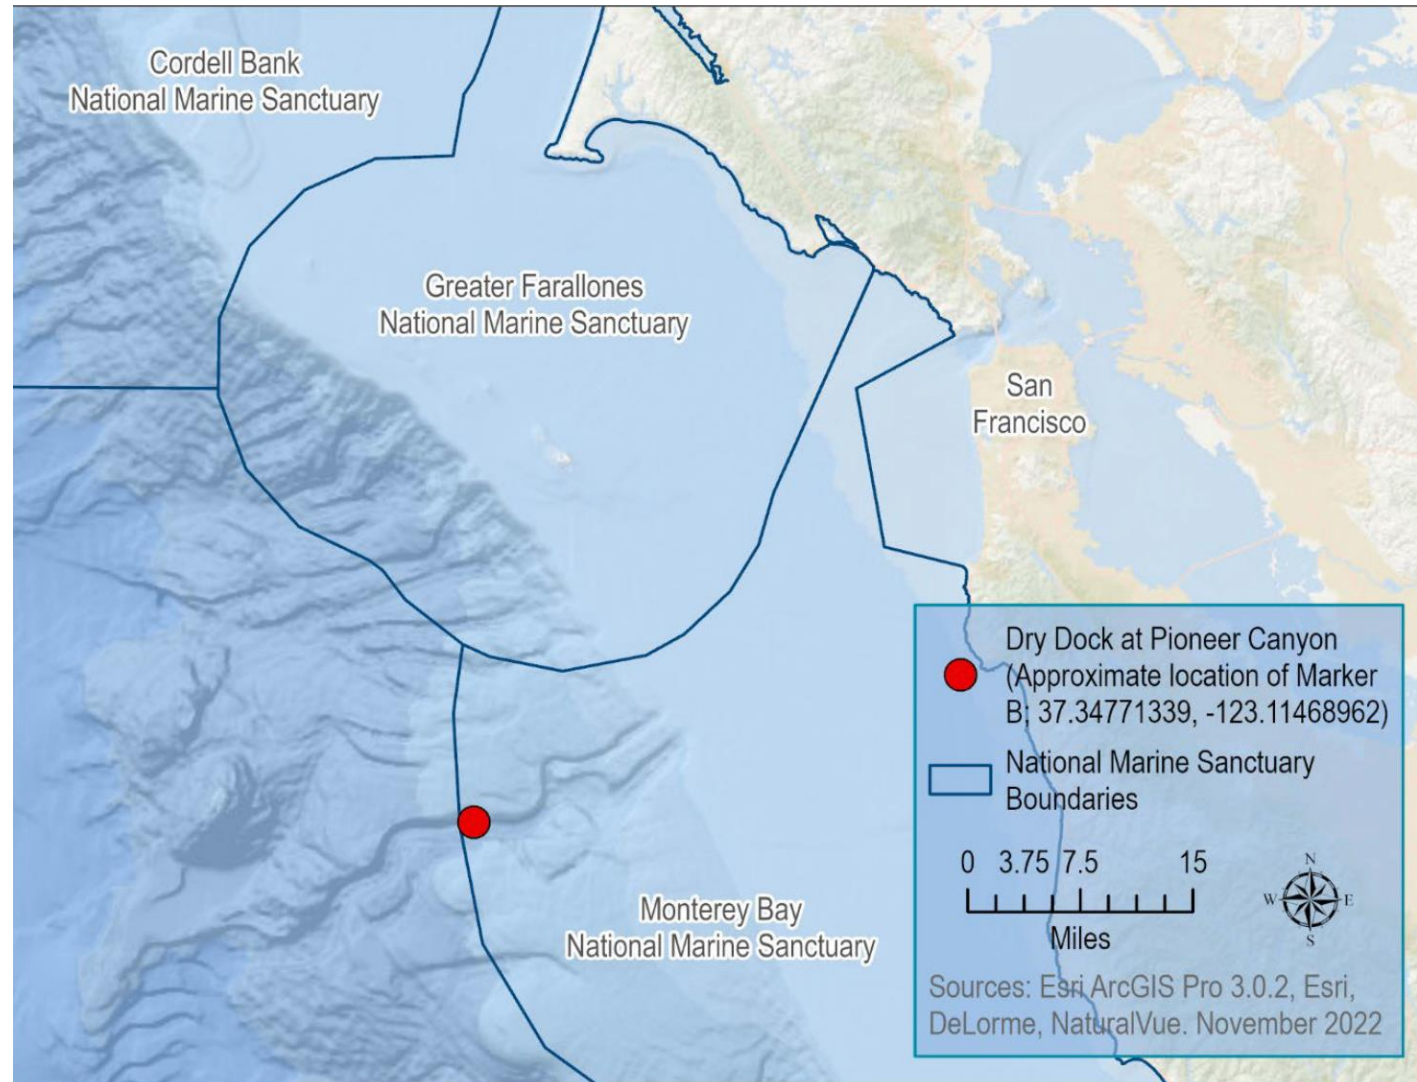 Cordell Bank
National Marine Sanctuary
Greater Farallones
National Marine Sanctuary
San
Francisco
Monterey Bay
National Marine Sanctuary
Dry Dock at Pioneer Canyon
(Approximate location of Marker
B; 37.34771339, -123.11468962)
National Marine Sanctuary
Boundaries
0 3.75 7.5 15
Miles
N
W E
S
Sources: Esri ArcGIS Pro 3.0.2, Esri,
DeLorme, NaturalVue. November 2022